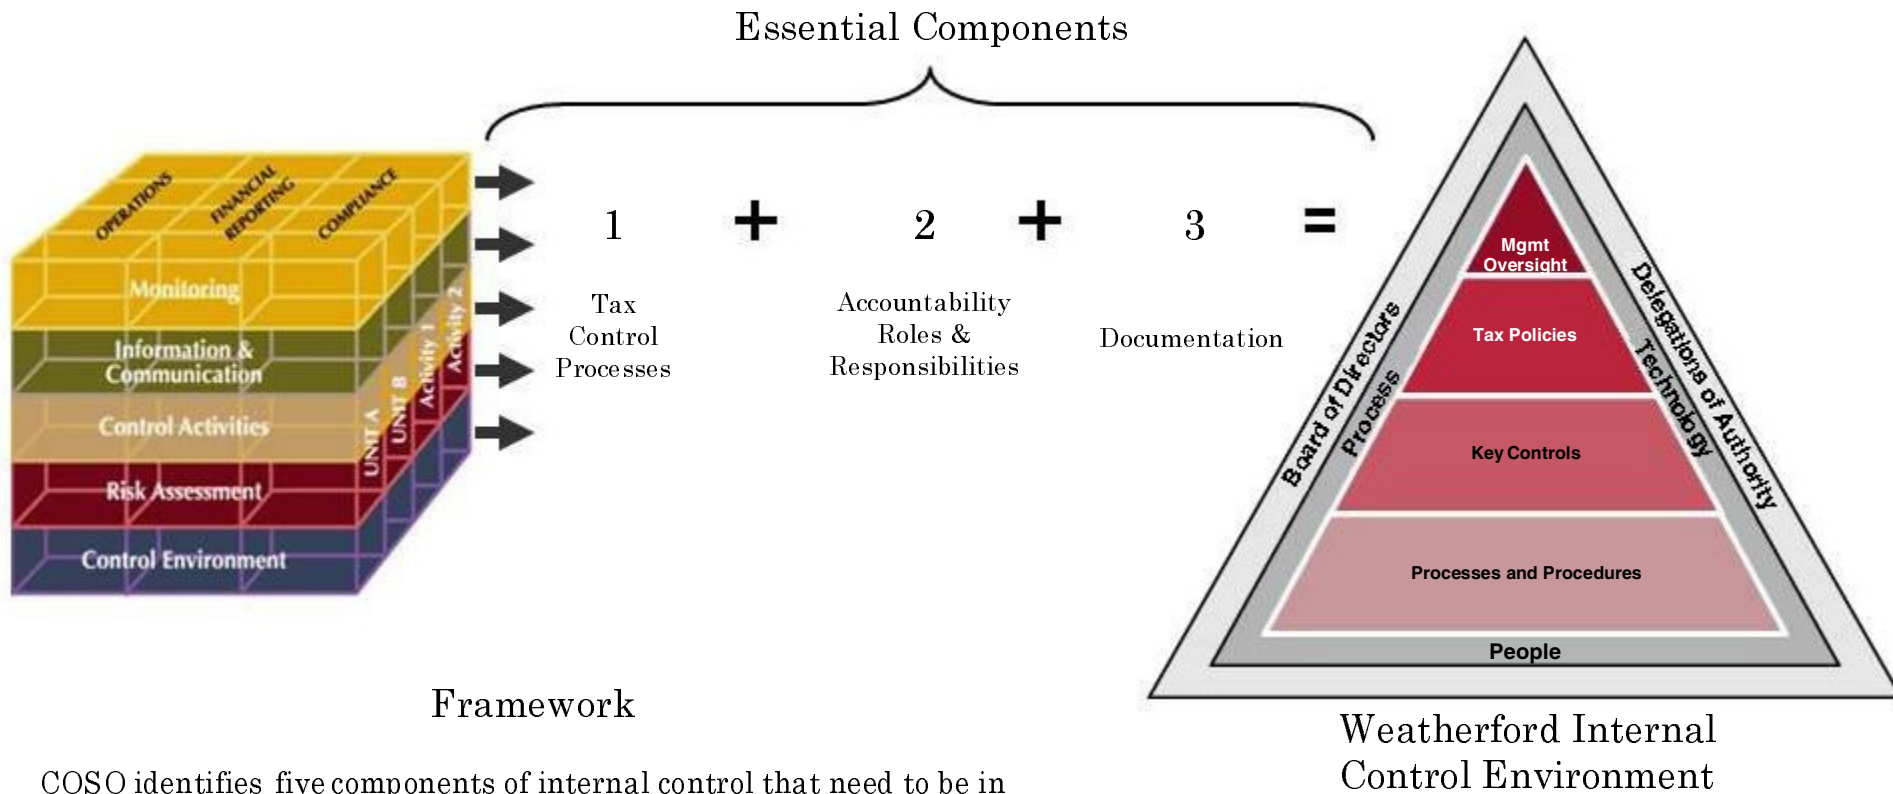 Essential Components
OPERATIONS
FINANCIAL
REPORTING
COMPLIANCE
Monitoring
Information &
Communication
Control Activities
Risk Assessment
Control Environment
UNIT A
UNIT B
Activity 1
Activity 2
1
+
2
+
3
=
Tax
Control
Processes
Accountability
Roles &
Responsibilities
Documentation
Mgmt
Oversight
Tax Policies
Key Controls
Processes and Procedures
People
Board of Directors
Process
Technology
Delegations of Authority
Framework
Weatherford Internal
Control Environment
COSO identifies five components of internal control that need to be in